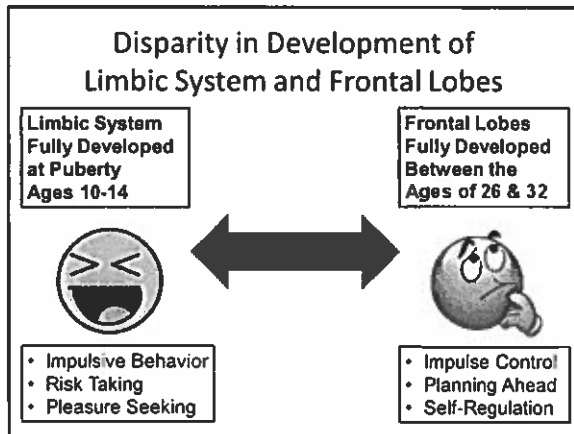 Disparity in Development of
Limbic System and Frontal Lobes
Limbic System
Fully Developed
at Puberty
Ages 10-14
Frontal Lobes
Fully Developed
Between the
Ages of 26 & 32
• Impulsive Behavior
• Risk Taking
• Pleasure Seeking
• Impulse Control
• Planning Ahead
• Self-Regulation